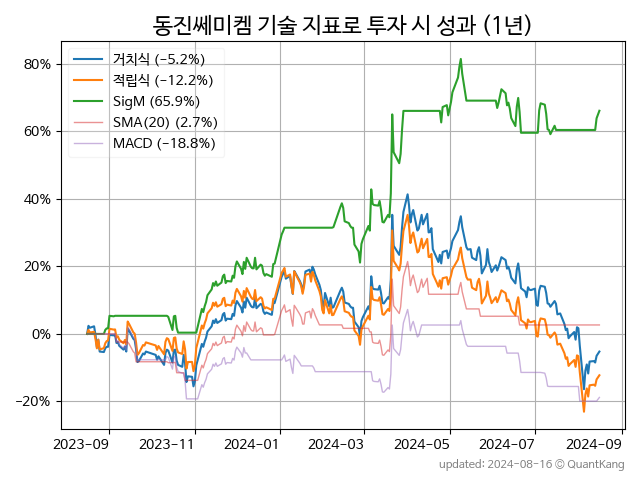 동진쎄미켐 기술 지표로 투자 시 성과 (1년)
거치식 (-5.2%)
적립식 (-12.2%)
SigM (65.9%)
SMA(20) (2.7%)
MACD (-18.8%)
80%
60%
40%
20%
0%
-20%
2023-09 2023-11 2024-01 2024-03 2024-05 2024-07 2024-09
updated: 2024-08-16 © QuantKang